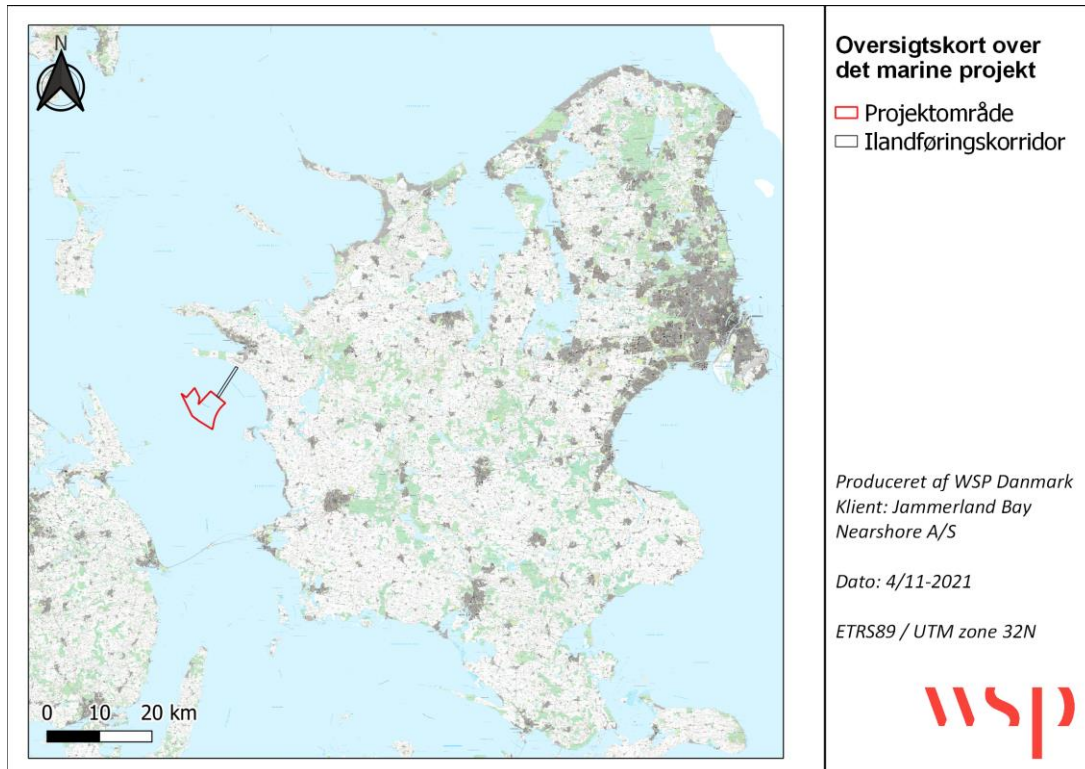 N
0 10 20 km
Oversigtskort over
det marine projekt
Projektområde
Ilandføringskorridor
Produceret af WSP Danmark
Klient: Jammerland Bay
Nearshore A/S
Dato: 4/11-2021
ETRS89 / UTM zone 32N
wsp